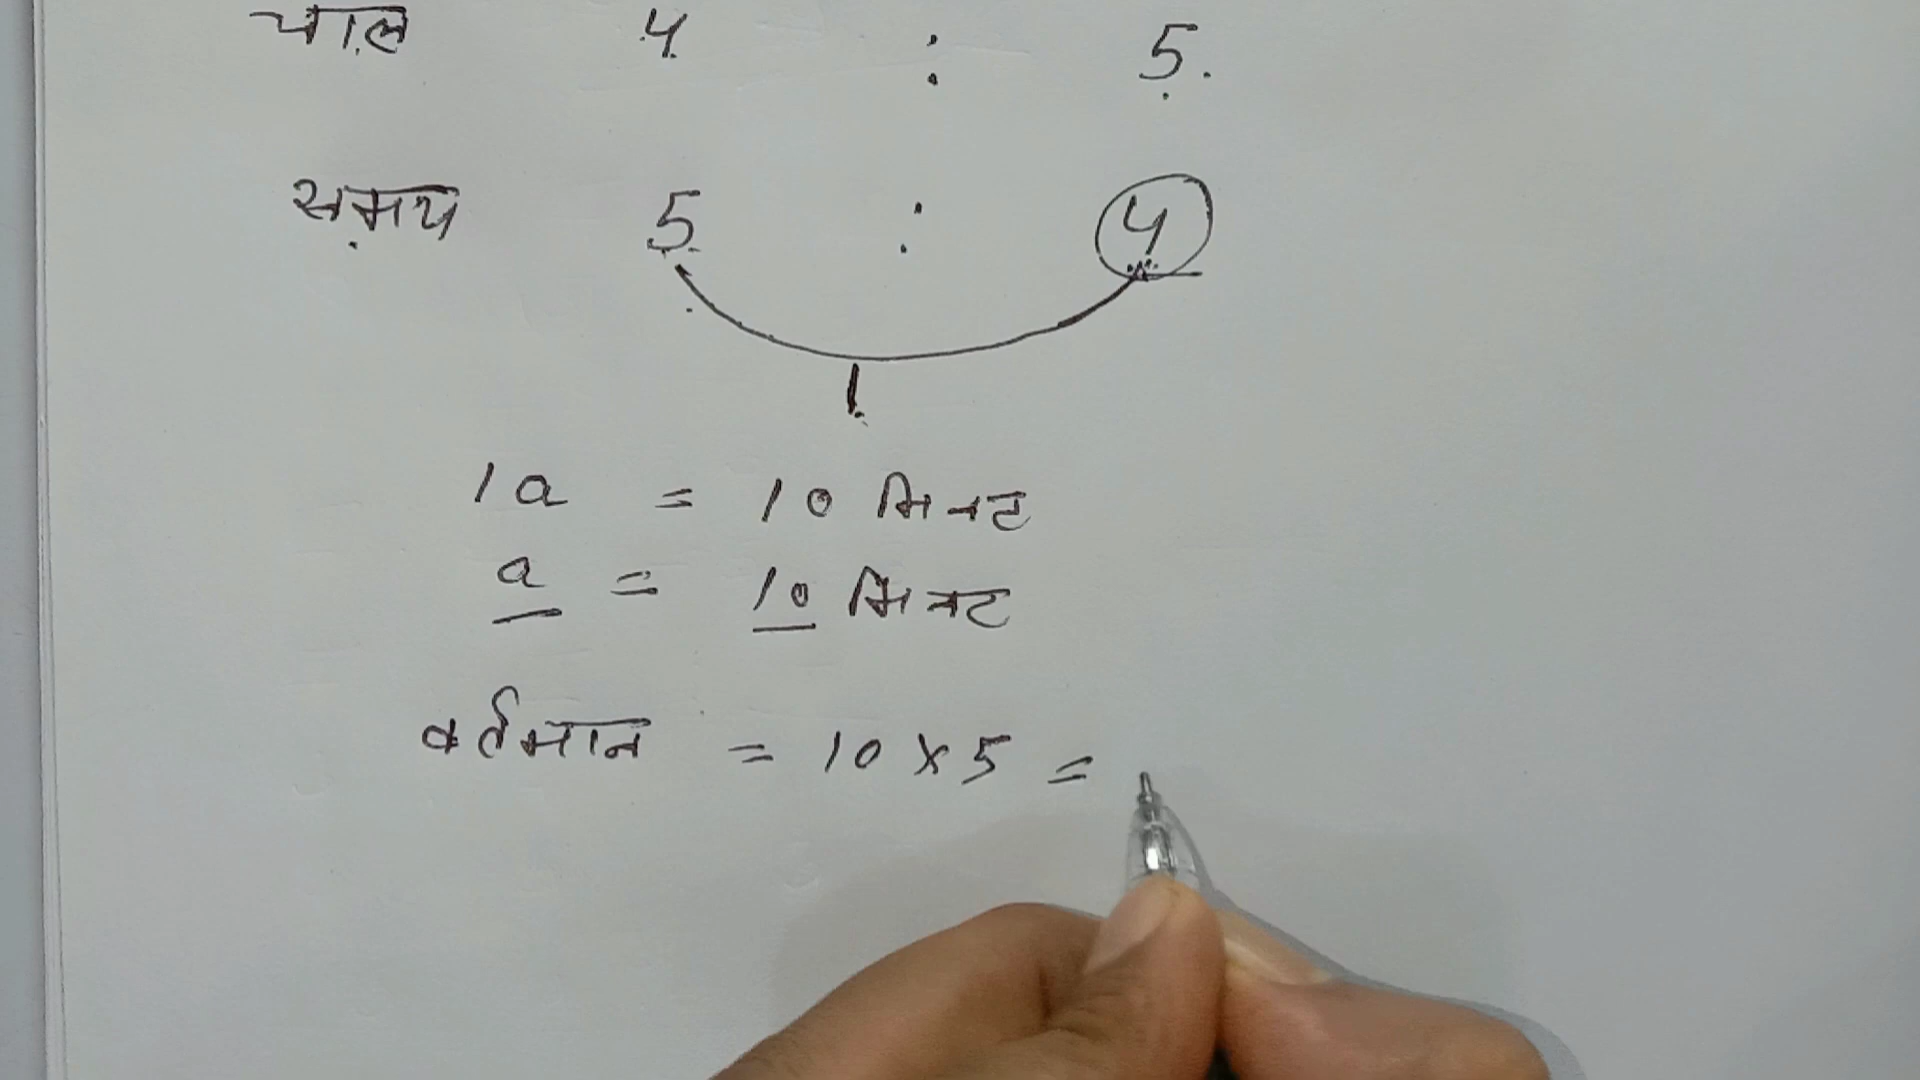 चाल 4 : 5
समय 5 : 4
1
1a = 10 मिनट
a = 10 मिनट
वर्तमान = 10 x 5 =